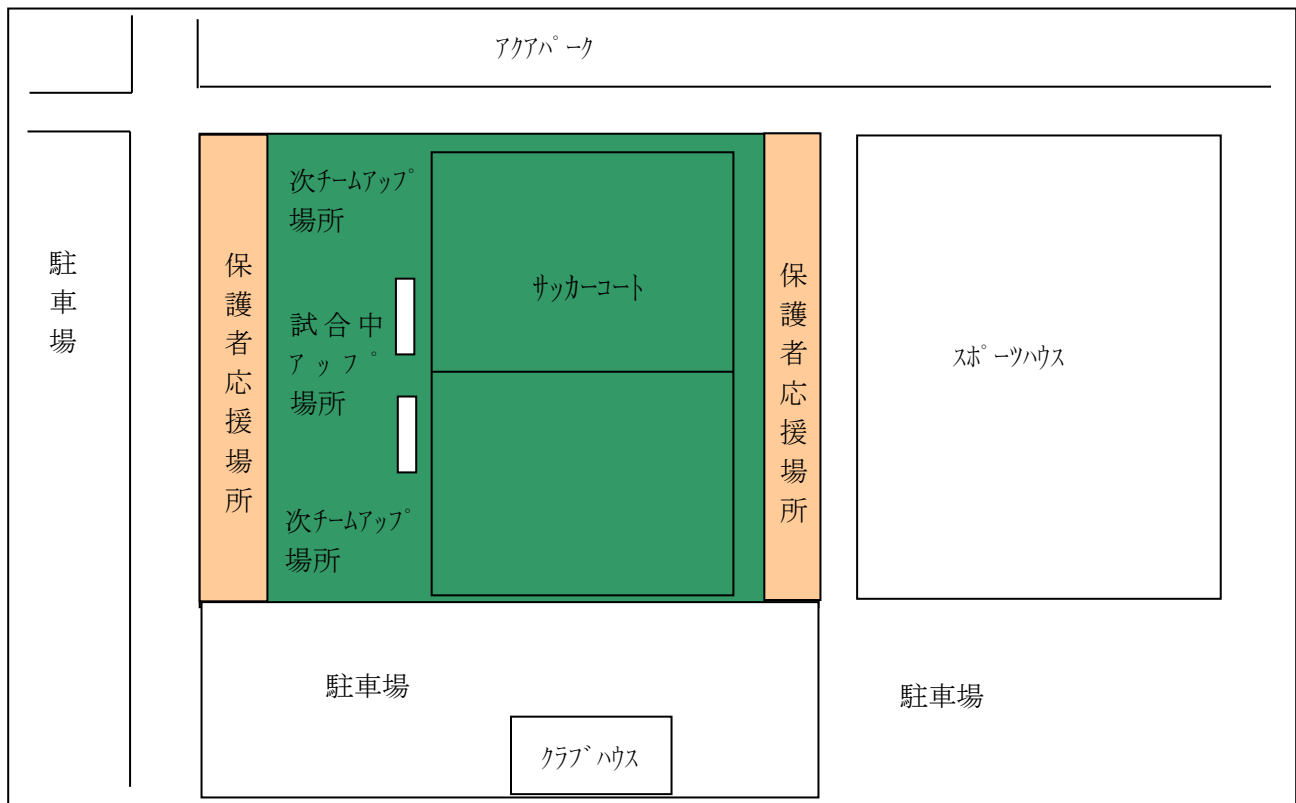 アクアパーク
駐車場
保護者応援場所
次チームアップ
場所
試合中
アップ
場所
次チームアップ
場所
サッカーコート
保護者応援場所
スポーツハウス
駐車場
クラブハウス
駐車場